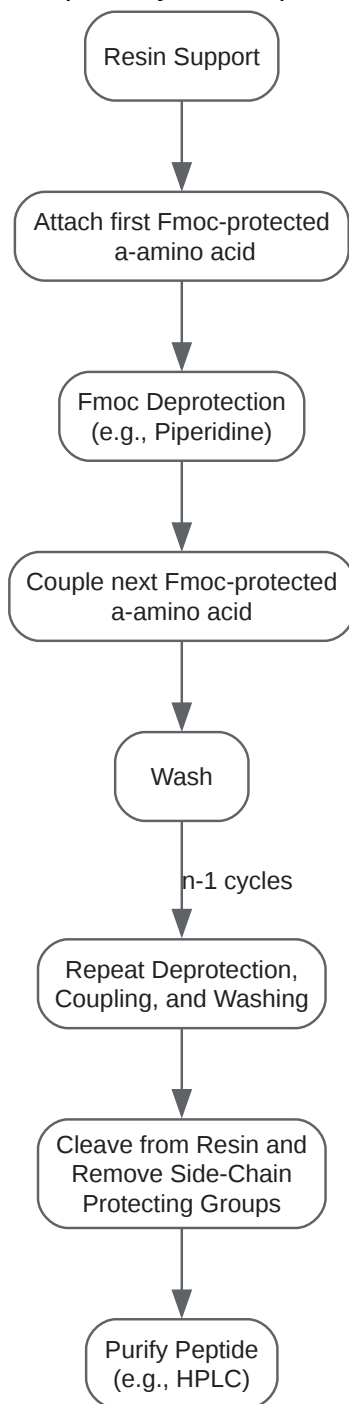 Resin Support
Attach first Fmoc-protected
a-amino acid
Fmoc Deprotection
(e.g., Piperidine)
Couple next Fmoc-protected
a-amino acid
Wash
n-1 cycles
Repeat Deprotection,
Coupling, and Washing
Cleave from Resin and
Remove Side-Chain
Protecting Groups
Purify Peptide
(e.g., HPLC)